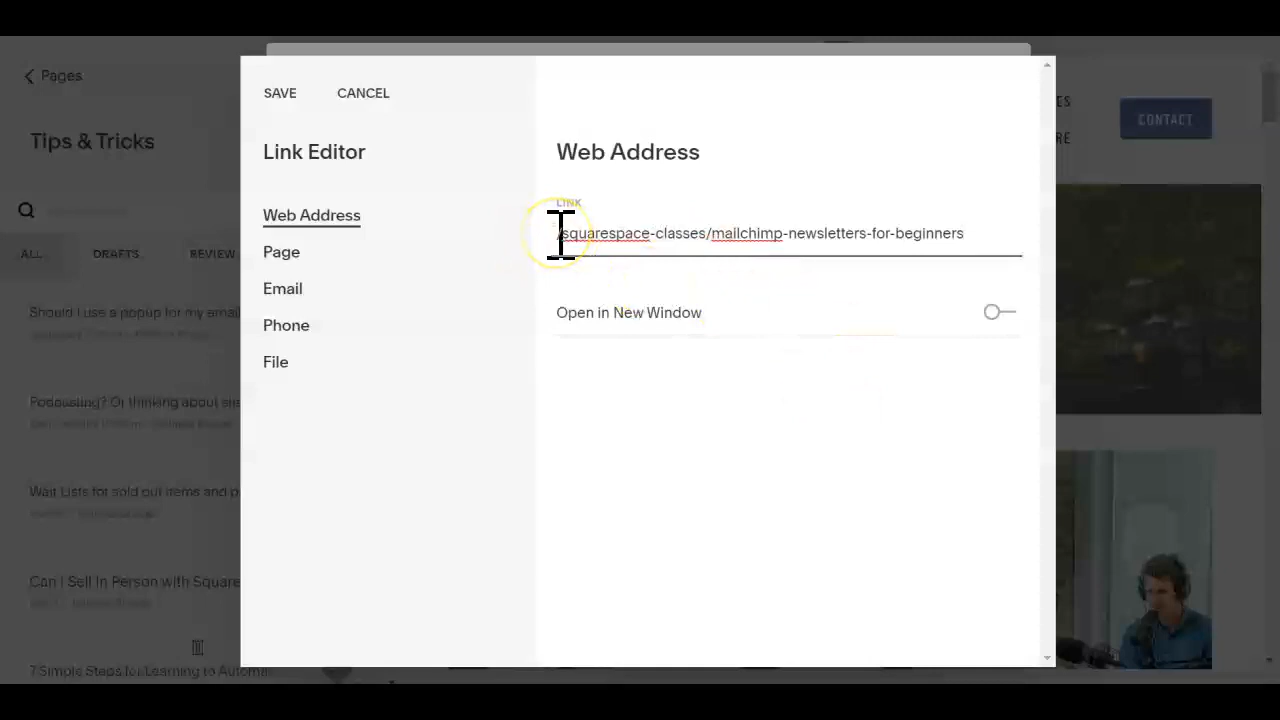 Pages
Tips & Tricks
ALL
DRAFTS
REVIEW
Should I use a popup for my email
Podcasting? Or thinking about
Wait Lists for sold out items and p
Can I Sell In Person with Square
7 Simple Steps for Learning to Automa
SAVE
CANCEL
Link Editor
Web Address
Page
Email
Phone
File
Web Address
LINK
/squarespace-classes/mailchimp-newsletters-for-beginners
Open in New Window
ES
RE
CONTACT